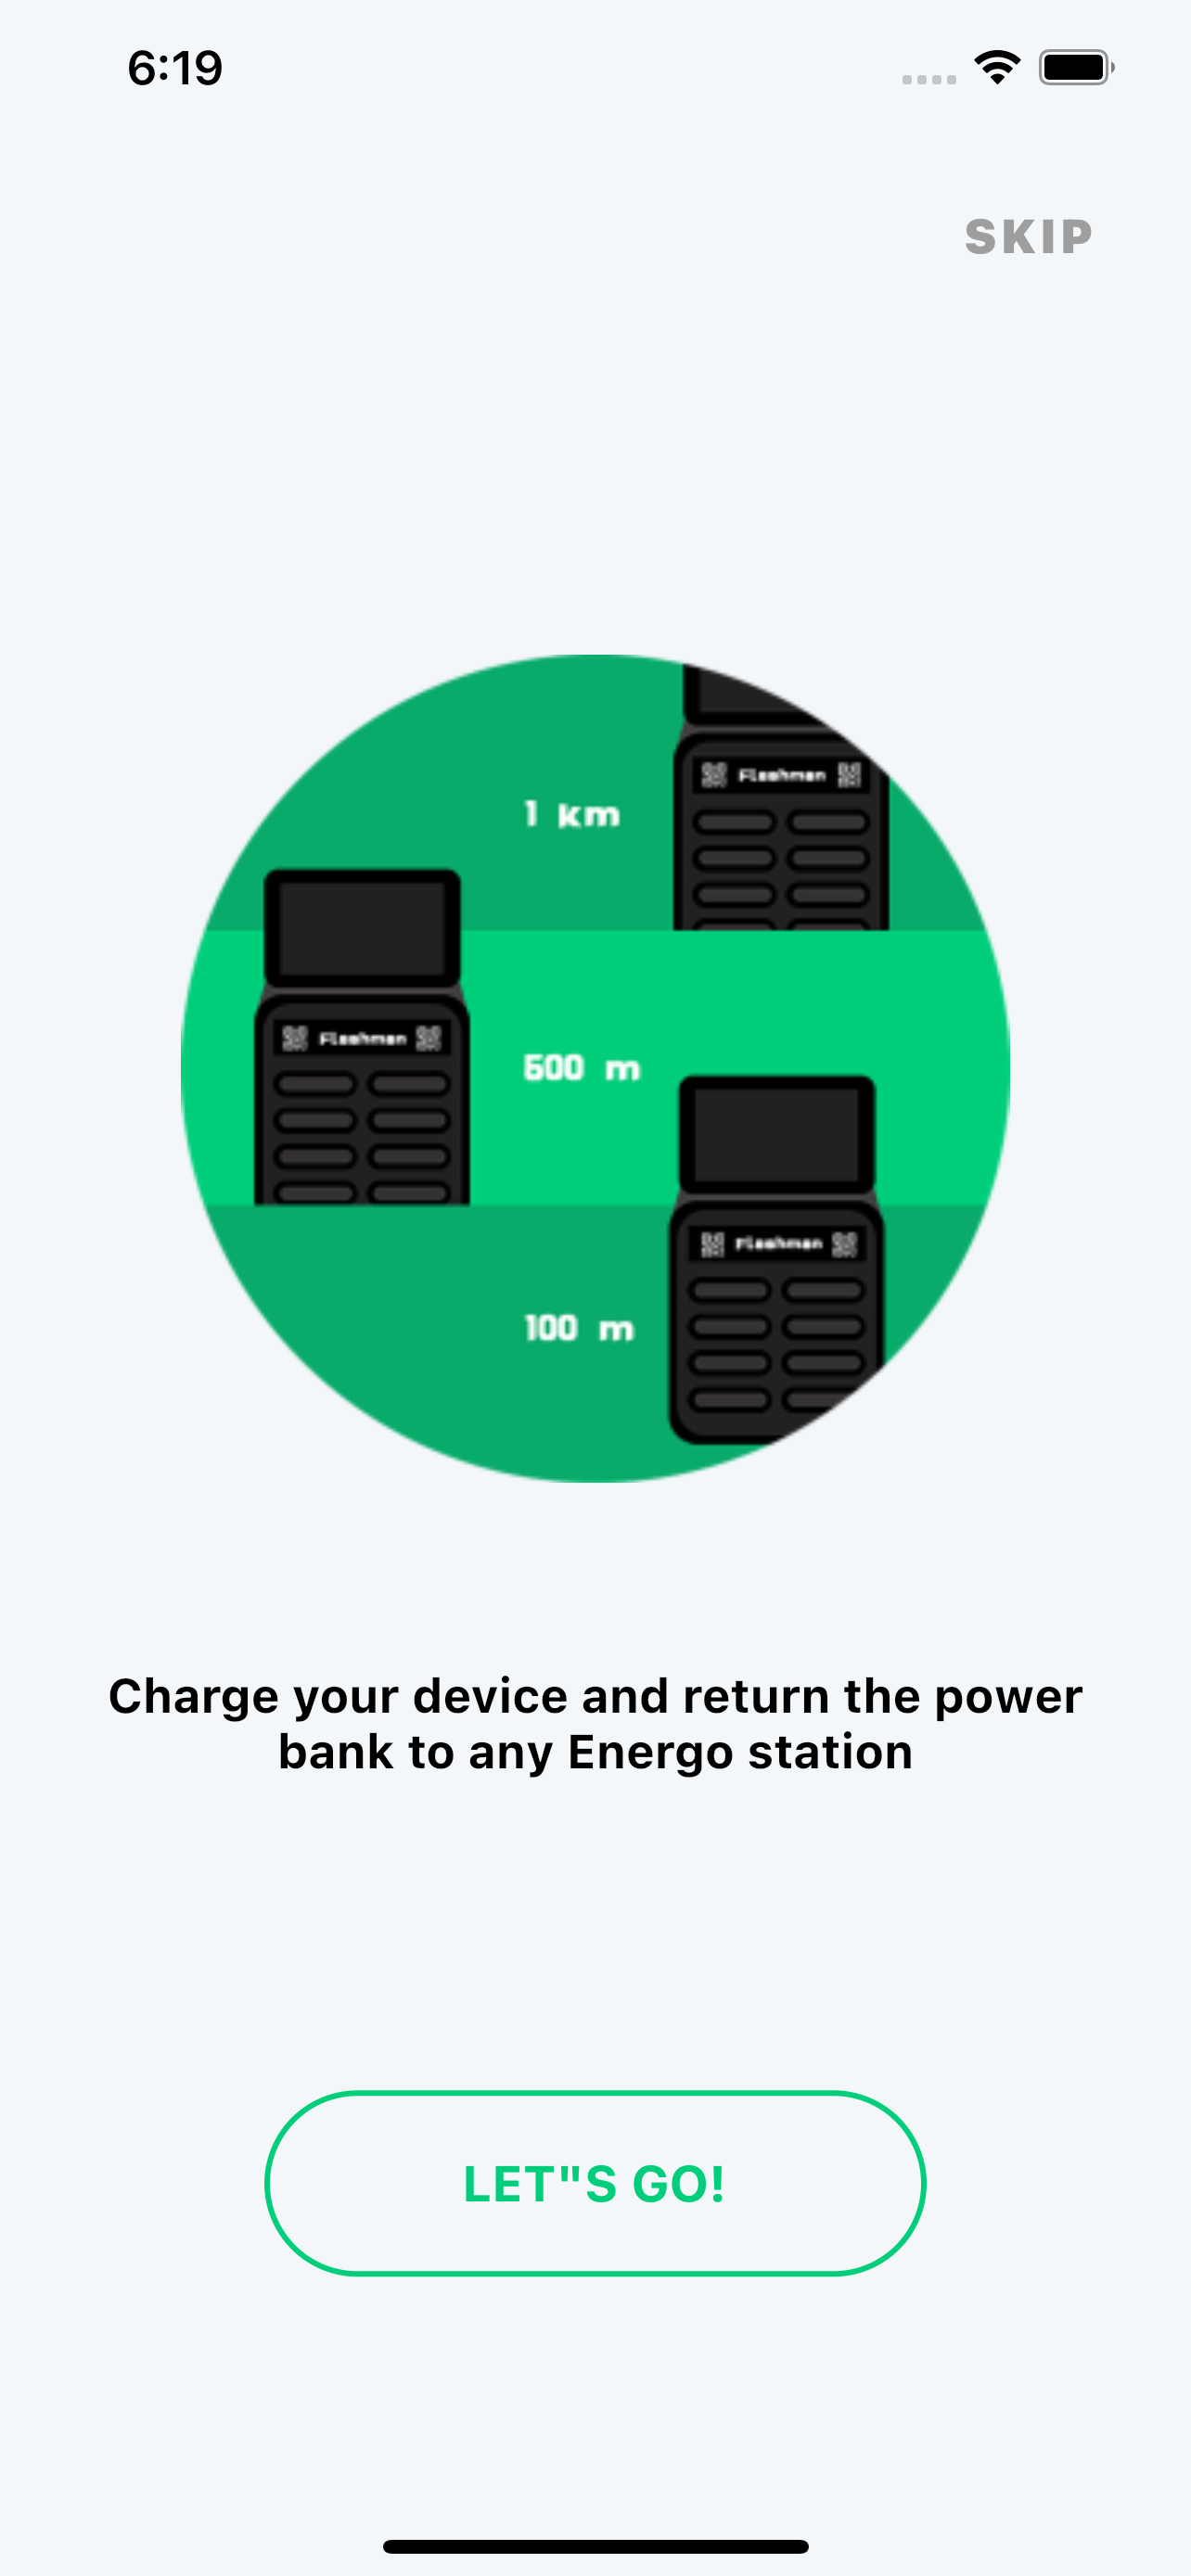 6:19
SKIP
1 km
Flashman
Flashman
500 m
Flashman
100 m
Charge your device and return the power
bank to any Energo station
LET"S GO!